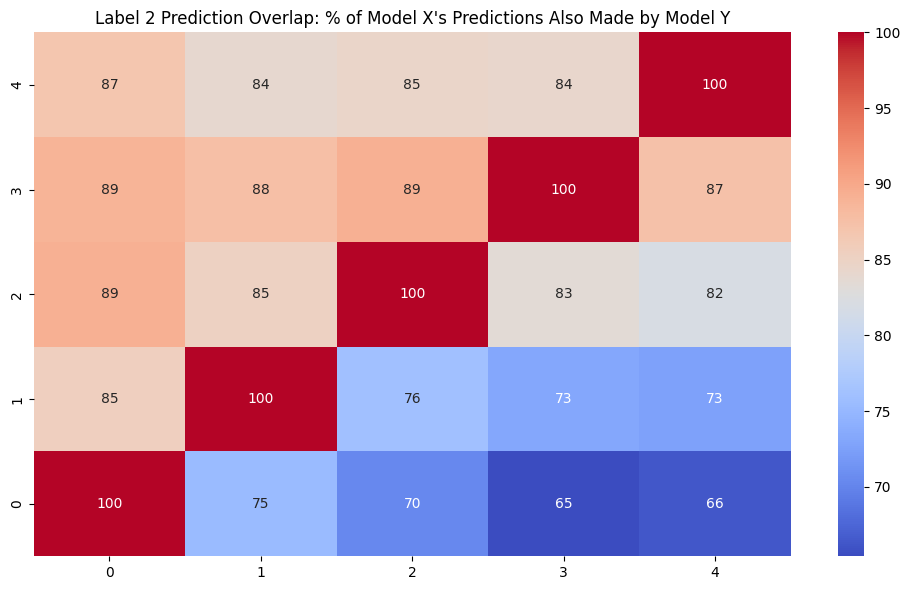 Label 2 Prediction Overlap: % of Model X's Predictions Also Made by Model Y
4 87 84 85 84 100
3 89 88 89 100 87
2 89 85 100 83 82
1 85 100 76 73 73
0 100 75 70 65 66
0 1 2 3 4
100
95
90
85
80
75
70